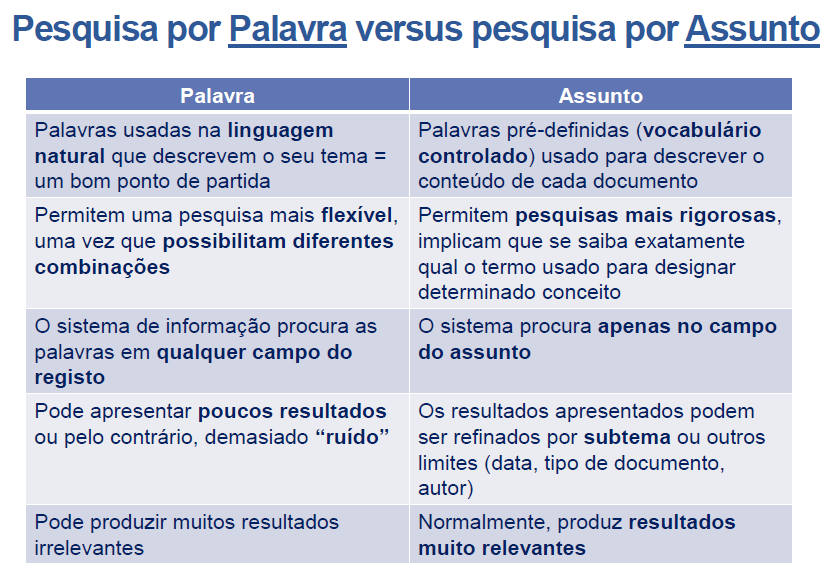 Pesquisa por Palavra versus pesquisa por Assunto
Palavra
Assunto
Palavras usadas na linguagem
natural que descrevem o seu tema =
um bom ponto de partida
Palavras pré-definidas (vocabulário
controlado) usado para descrever o
conteúdo de cada documento
Permitem uma pesquisa mais flexível,
uma vez que possibilitam diferentes
combinações
Permitem pesquisas mais rigorosas,
implicam que se saiba exatamente
qual o termo usado para designar
determinado conceito
O sistema de informação procura as
palavras em qualquer campo do
registo
O sistema procura apenas no campo
do assunto
Pode apresentar poucos resultados
ou pelo contrário, demasiado “ruído”
Os resultados apresentados podem
ser refinados por subtema ou outros
limites (data, tipo de documento,
autor)
Pode produzir muitos resultados
irrelevantes
Normalmente, produz resultados
muito relevantes